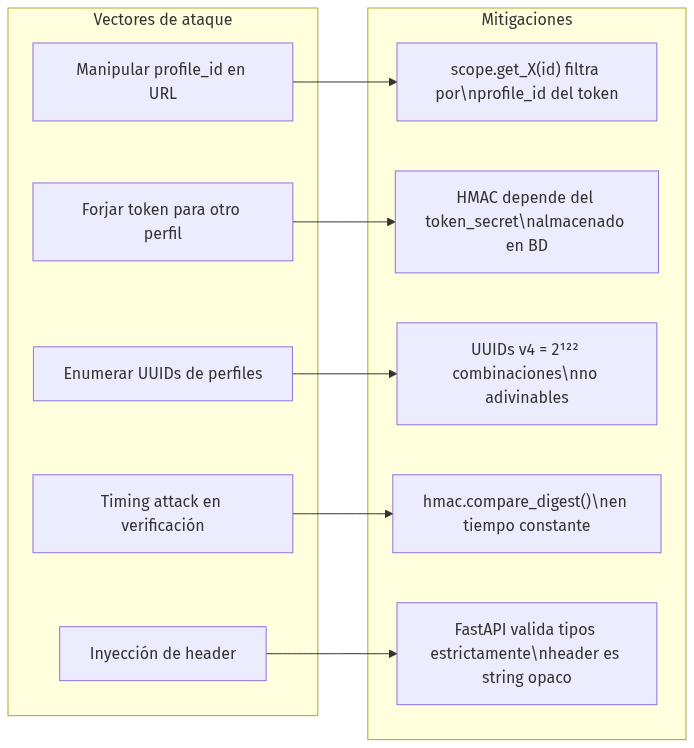 Vectores de ataque
Manipular profile_id en
URL
Forjar token para otro
perfil
Enumerar UUIDs de perfiles
Timing attack en
verificación
Inyección de header
Mitigaciones
scope.get_X(id) filtra
por\nprofile_id del token
HMAC depende del
token_secret\nalmacenado
en BD
UUIDs v4 = 2¹²²
combinaciones\nno
adivinables
hmac.compare_digest()\nen
tiempo constante
FastAPI valida tipos
estrictamente\nheader es
string opaco